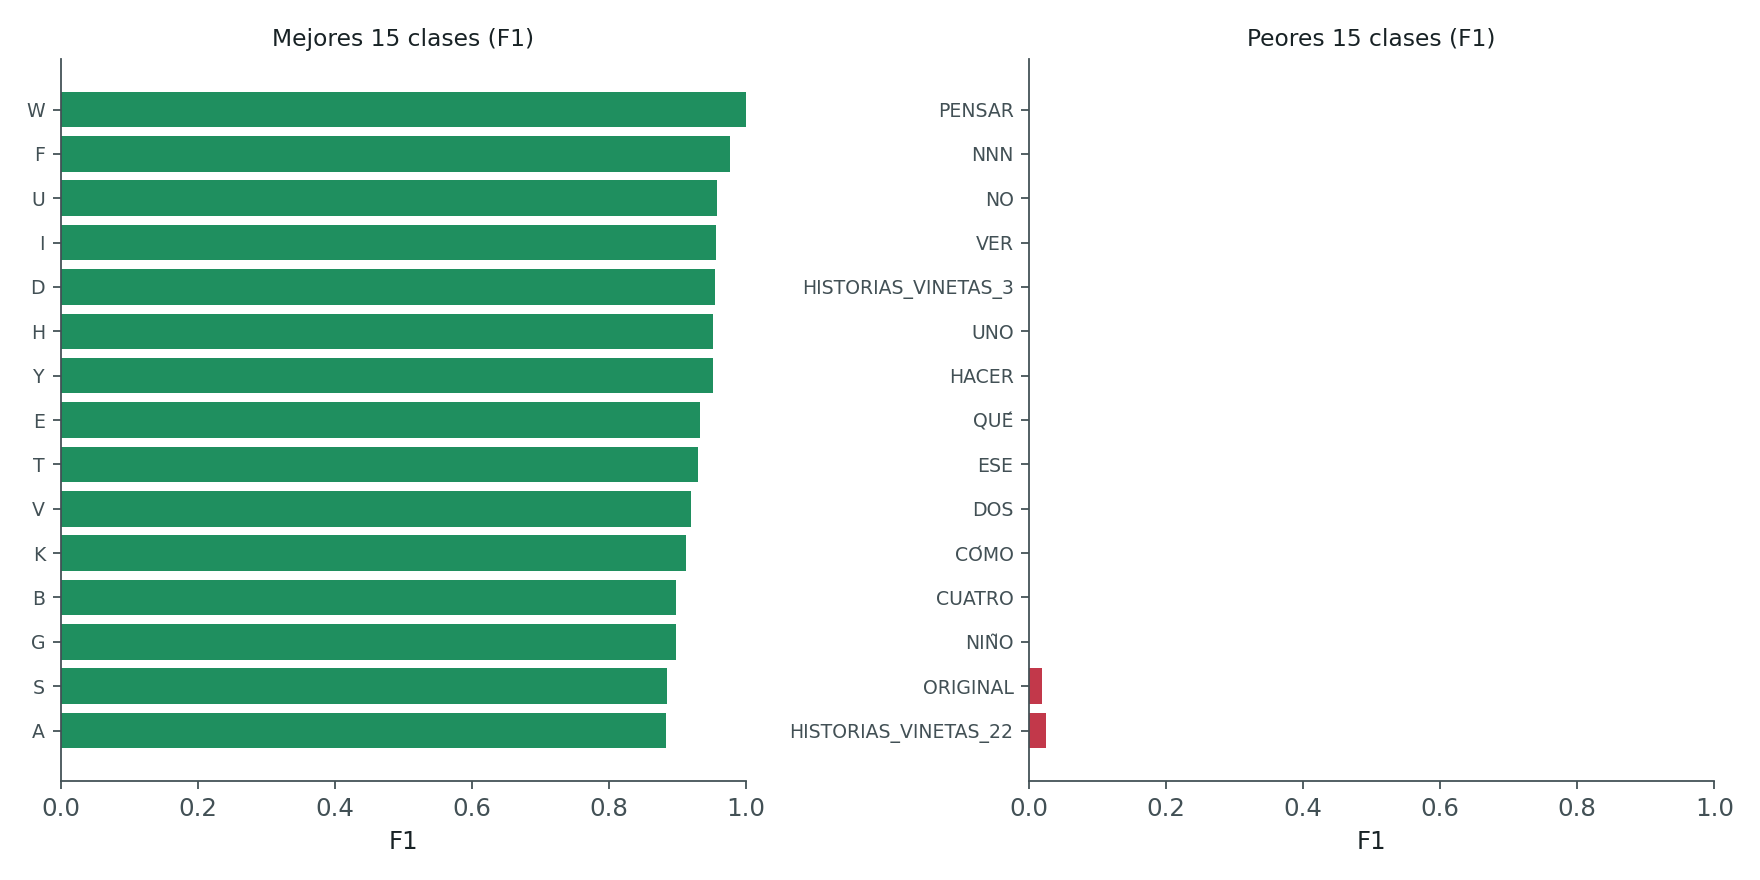 Mejores 15 clases (F1)
W
F
U
I
D
H
Y
E
T
V
K
B
G
S
A
0.0 0.2 0.4 0.6 0.8 1.0
F1
Peores 15 clases (F1)
PENSAR
NNN
NO
VER
HISTORIAS_VINETAS_3
UNO
HACER
QUÉ
ESE
DOS
CÓMO
CUATRO
NIÑO
ORIGINAL
HISTORIAS_VINETAS_22
0.0 0.2 0.4 0.6 0.8 1.0
F1